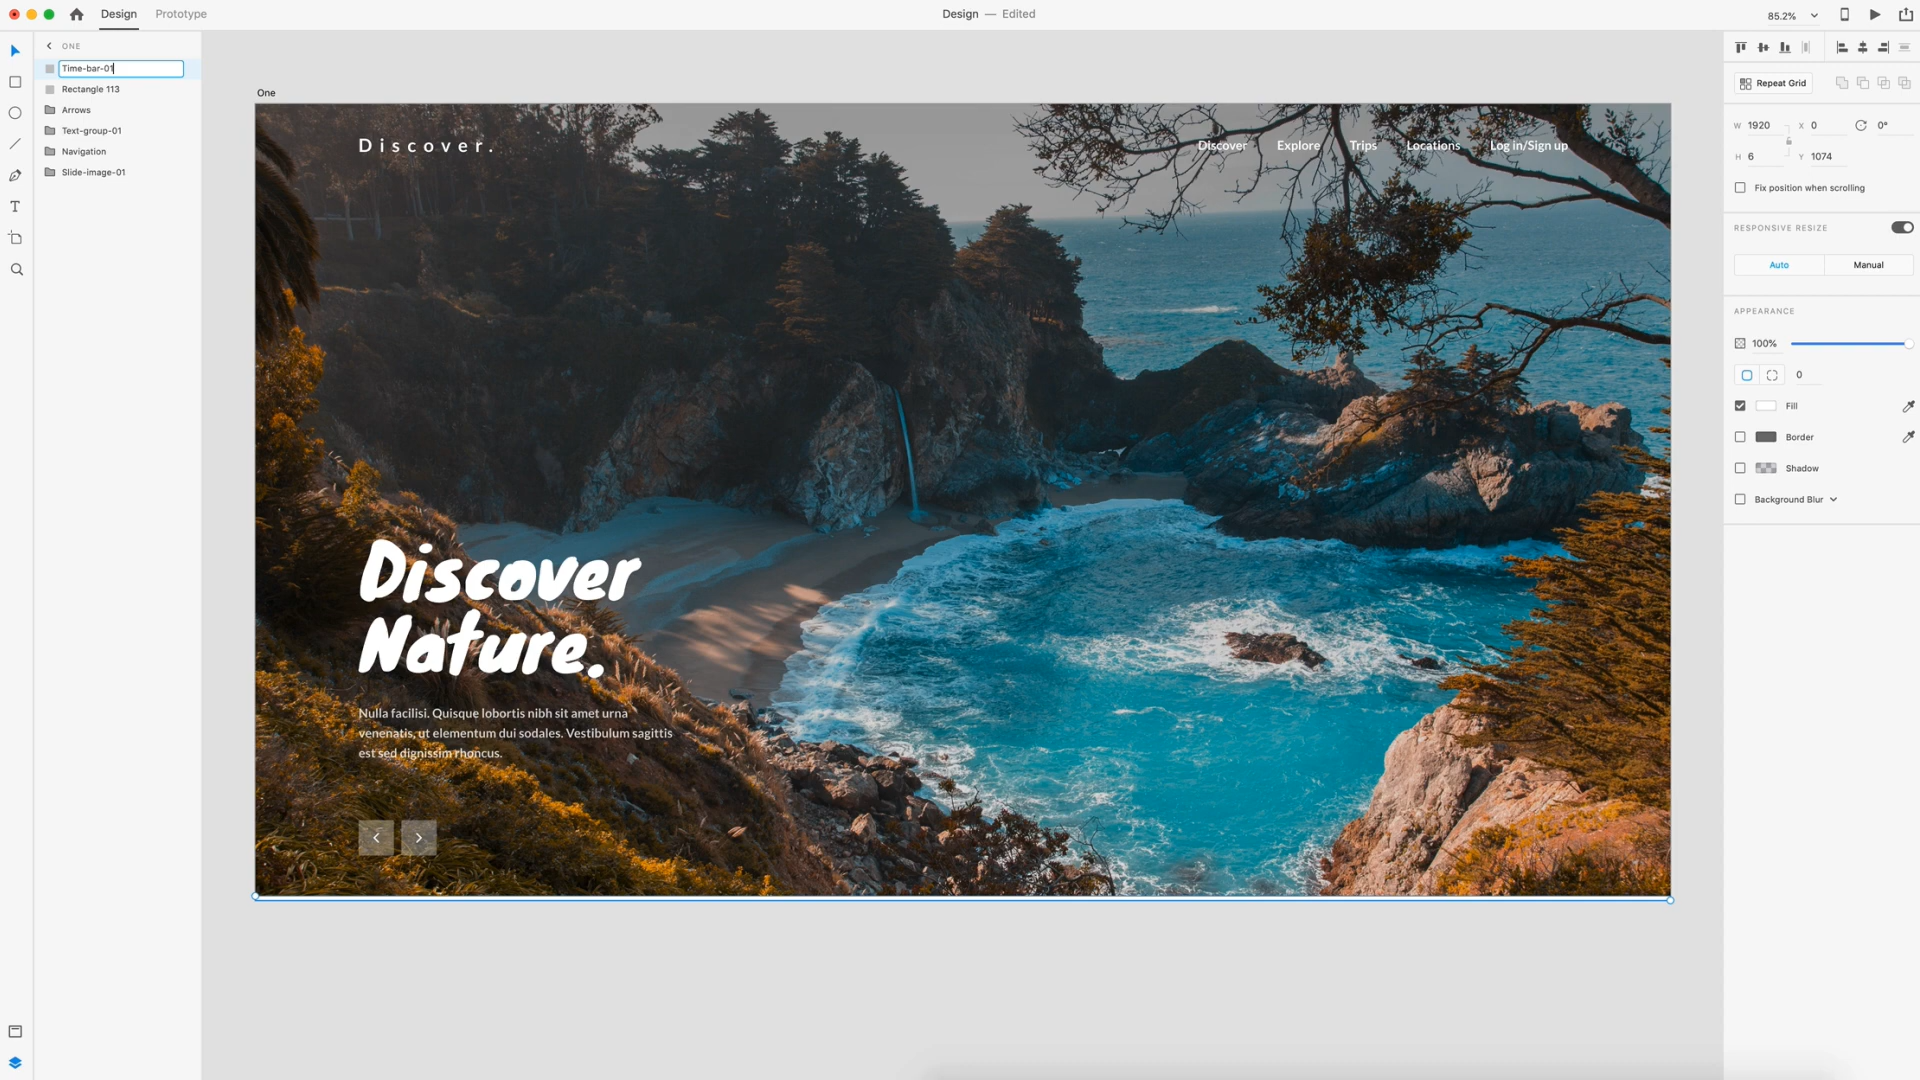 Design
Prototype
Design — Edited
85.2%
ONE
Time-bar-01
Rectangle 113
Arrows
Text-group-01
Navigation
Slide-image-01
One
Discover.
Discover
Explore
Trips
Locations
Log in/Sign up
Discover
Nature.
Nulla facilisi. Quisque lobortis nibh sit amet urna
venenatis, ut elementum dui sodales. Vestibulum sagittis
est sed dignissim rhoncus.
Repeat Grid
W 1920
X 0
0°
H 6
Y 1074
Fix position when scrolling
RESPONSIVE RESIZE
Auto
Manual
APPEARANCE
100%
0
Fill
Border
Shadow
Background Blur